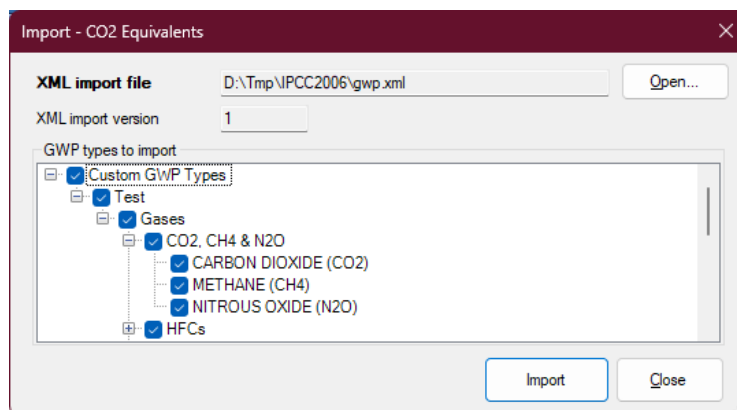 Import - CO2 Equivalents
XML import file D:\Tmp\IPCC2006\gwp.xml Open...
XML import version 1
GWP types to import
Custom GWP Types
Test
Gases
CO2, CH4 & N2O
CARBON DIOXIDE (CO2)
METHANE (CH4)
NITROUS OXIDE (N2O)
HFCs
Import Close